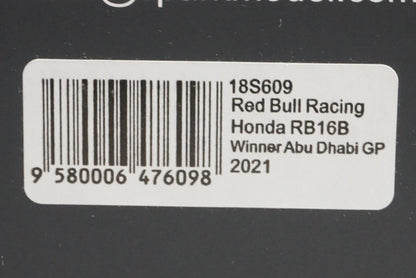 18S609
Red Bull Racing
Honda RB16B
Winner Abu Dhabi GP
2021
9 580006 476098